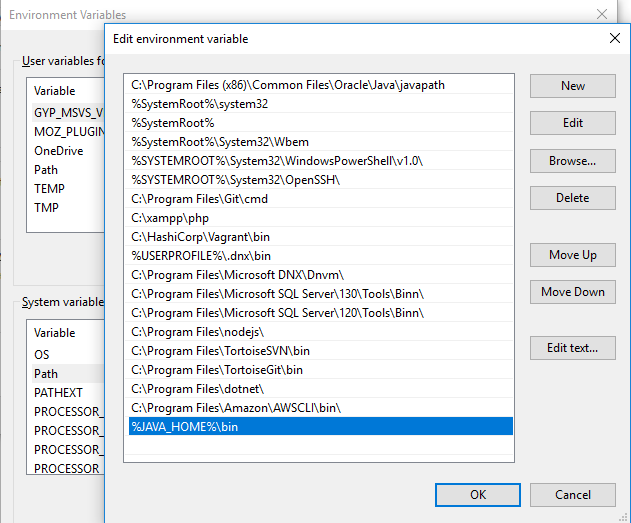 Environment Variables
Edit environment variable
User variables fo
Variable
GYP_MSVS_V
MOZ_PLUGIN
OneDrive
Path
TEMP
TMP
System variable
Variable
OS
Path
PATHEXT
PROCESSOR_
PROCESSOR_
PROCESSOR_
PROCESSOR_
C:\Program Files (x86)\Common Files\Oracle\Java\javapath
%SystemRoot%\system32
%SystemRoot%
%SystemRoot%\System32\Wbem
%SYSTEMROOT%\System32\WindowsPowerShell\v1.0\
%SYSTEMROOT%\System32\OpenSSH\
C:\Program Files\Git\cmd
C:\xampp\php
C:\HashiCorp\Vagrant\bin
%USERPROFILE%\.dnx\bin
C:\Program Files\Microsoft DNX\Dnvm\
C:\Program Files\Microsoft SQL Server\130\Tools\Binn\
C:\Program Files\Microsoft SQL Server\120\Tools\Binn\
C:\Program Files\nodejs\
C:\Program Files\TortoiseSVN\bin
C:\Program Files\TortoiseGit\bin
C:\Program Files\dotnet\
C:\Program Files\Amazon\AWSCLI\bin\
%JAVA_HOME%\bin
New
Edit
Browse...
Delete
Move Up
Move Down
Edit text...
OK
Cancel